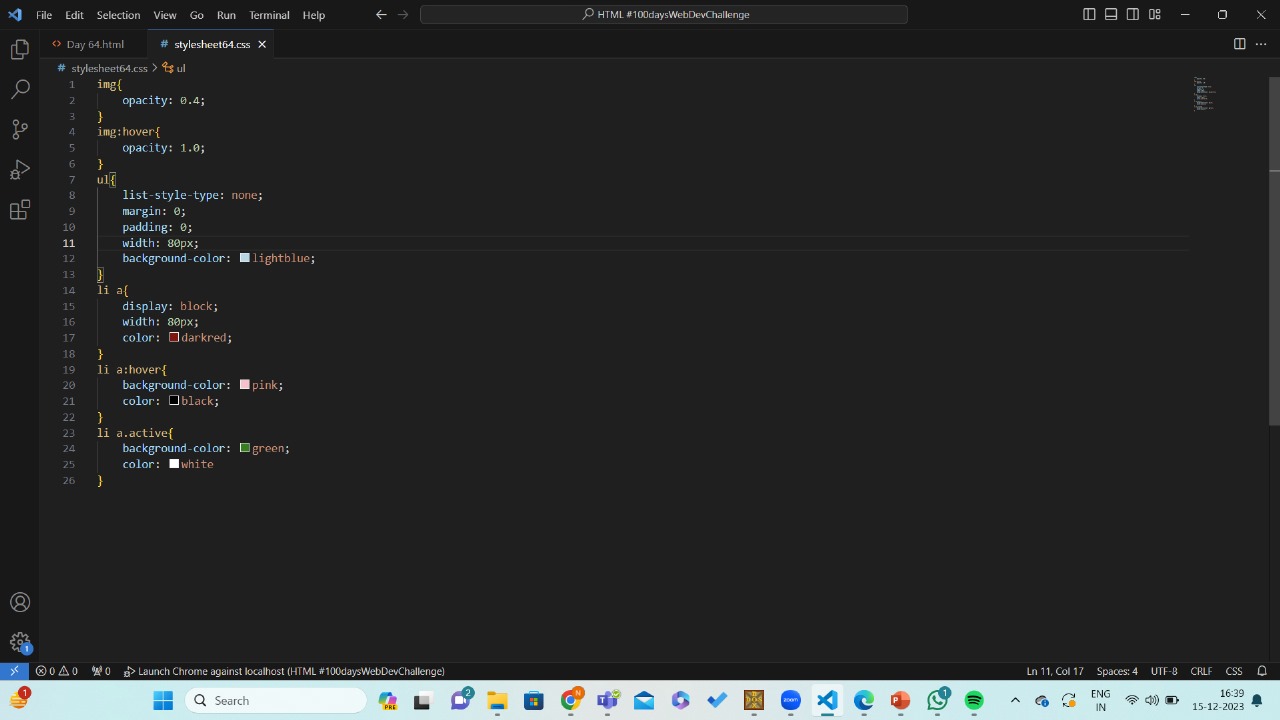 File Edit Selection View Go Run Terminal Help
HTML #100daysWebDevChallenge
Day 64.html
# stylesheet64.css
# stylesheet64.css > ul
1 img{
2 opacity: 0.4;
3 }
4 img:hover{
5 opacity: 1.0;
6 }
7 ul{
8 list-style-type: none;
9 margin: 0;
10 padding: 0;
11 width: 80px;
12 background-color: lightblue;
13 }
14 li a{
15 display: block;
16 width: 80px;
17 color: darkred;
18 }
19 li a:hover{
20 background-color: pink;
21 color: black;
22 }
23 li a.active{
24 background-color: green;
25 color: white
26 }
1
0 0 0 Launch Chrome against localhost (HTML #100daysWebDevChallenge) Ln 11, Col 17 Spaces: 4 UTF-8 CRLF CSS
1
Search
PRE
2
N
zoom
P
1
ENG
IN
16:39
15-12-2023